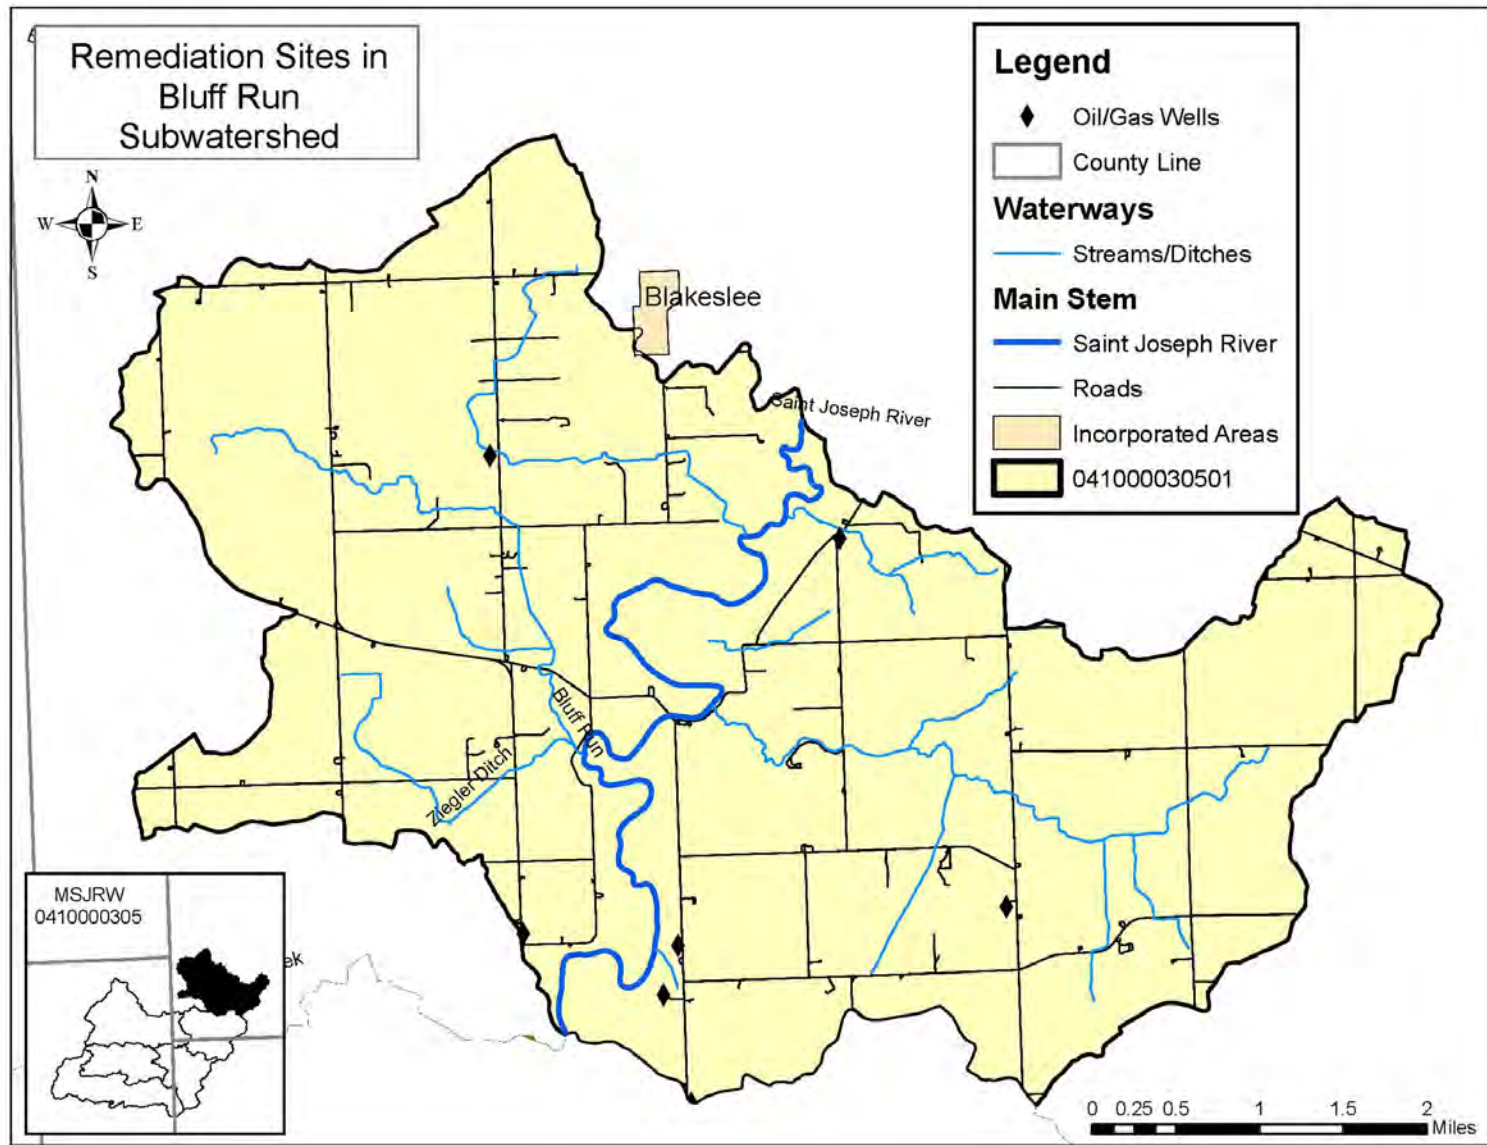 Remediation Sites in
Bluff Run
Subwatershed
N
W
E
S
Legend
Oil/Gas Wells
County Line
Waterways
Streams/Ditches
Main Stem
Saint Joseph River
Roads
Incorporated Areas
041000030501
Blakeslee
Saint Joseph River
Bluff Run
Ziegler Ditch
MSJRW
0410000305
ek
0 0.25 0.5 1 1.5 2
Miles